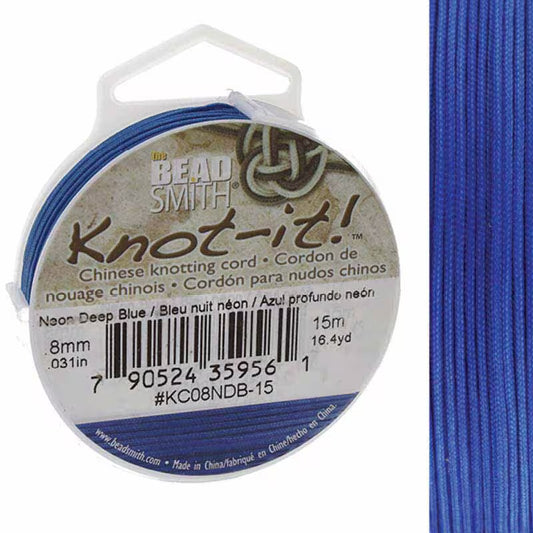 the
BEAD
SMITH®
Knot-it!™
Chinese knotting cord • Cordon de
nouage chinois • Cordón para nudos chinos
Neon Deep Blue / Bleu nuit néon / Azul profundo neón
.8mm 15m
.031in 16.4yd
7 90524 35956 1
#KC08NDB-15
www.beadsmith.com • Made in China/fabriqué en Chine/hecho en China.